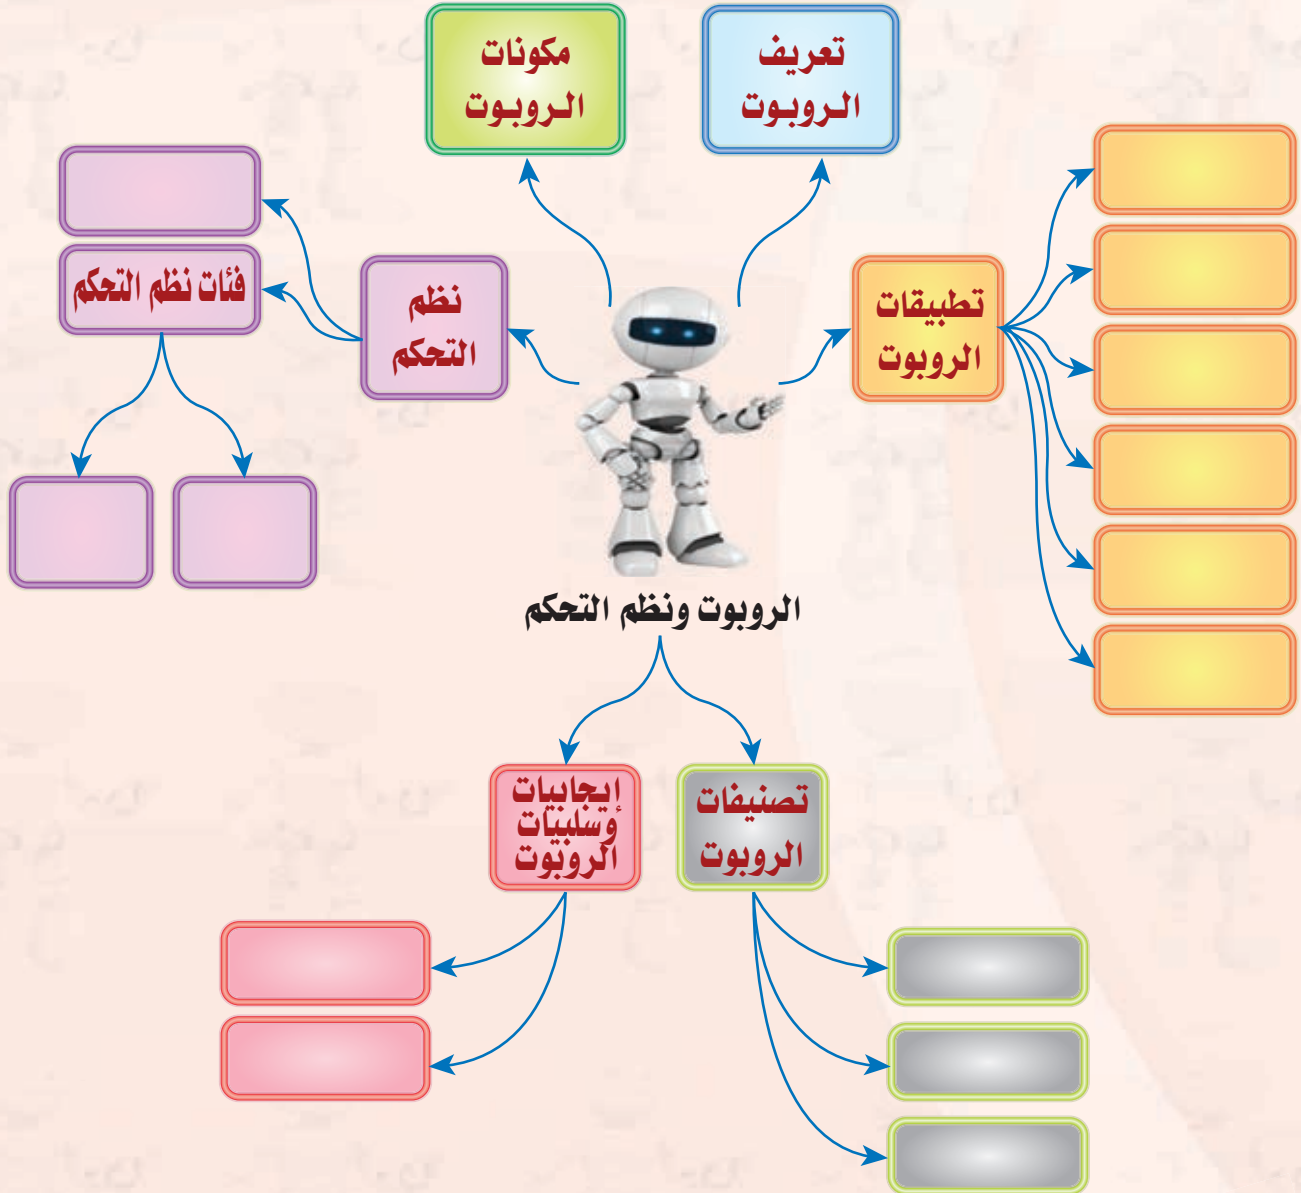 تعريف
الروبوت
مكونات
الروبوت
تطبيقات
الروبوت
نظم
التحكم
فئات نظم التحكم
الروبوت ونظم التحكم
تصنيفات
الروبوت
إيجابيات
وسلبيات
الروبوت